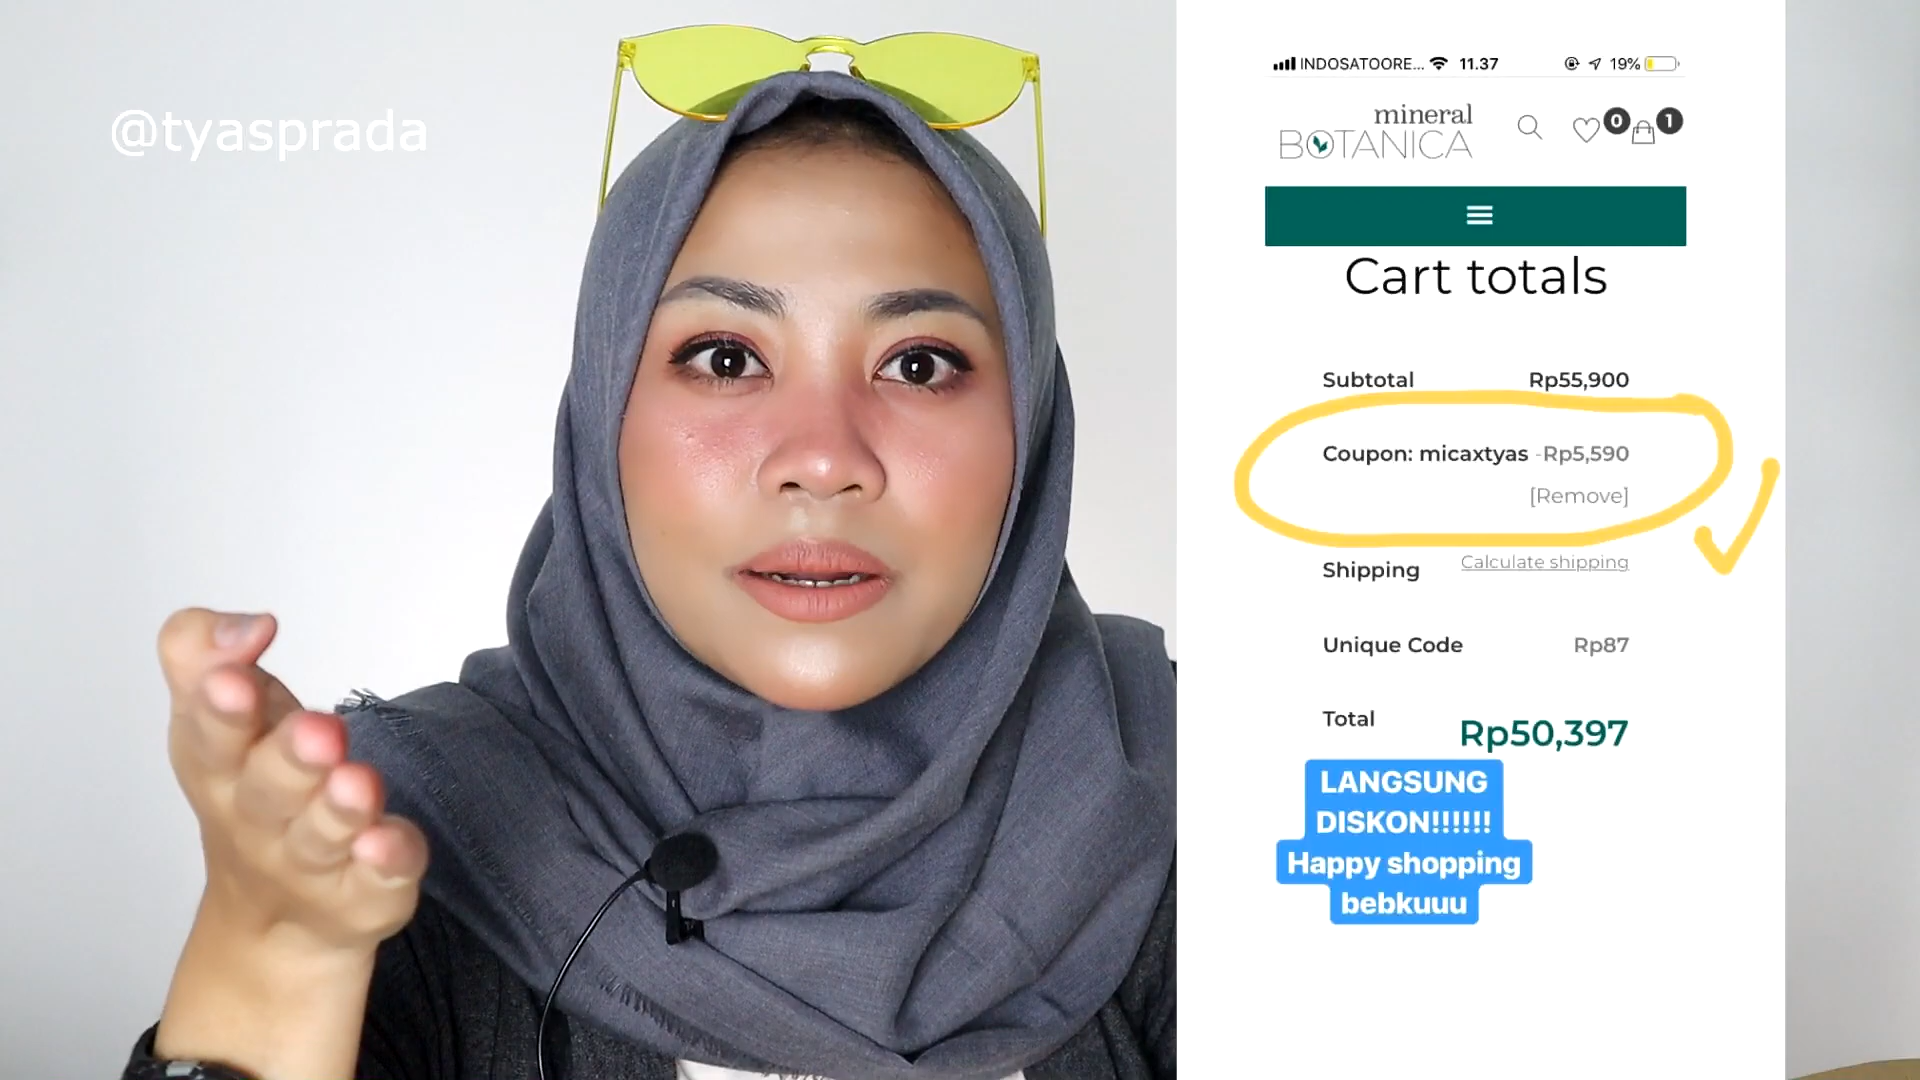 @tyasprada
INDOSATOORE... 11.37 19%
mineral
BOTANICA
0
1
Cart totals
Subtotal Rp55,900
Coupon: micaxtyas -Rp5,590
[Remove]
Shipping Calculate shipping
Unique Code Rp87
Total Rp50,397
LANGSUNG
DISKON!!!!!!
Happy shopping
bebkuuu